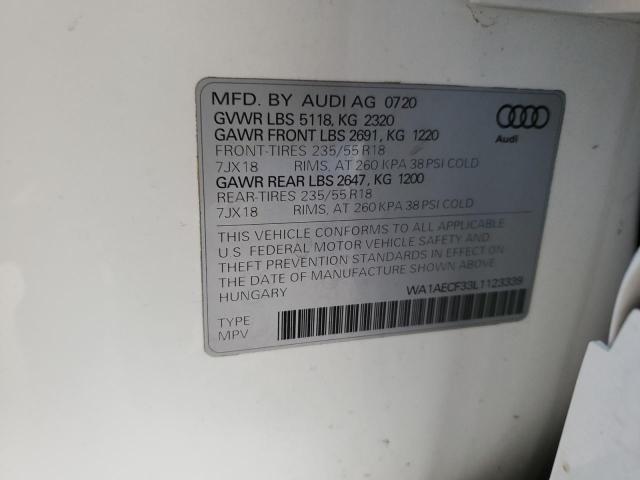 MFD. BY AUDI AG 0720
GVWR LBS 5118, KG 2320
GAWR FRONT LBS 2691, KG 1220
FRONT-TIRES 235/55 R18
7JX18 RIMS, AT 260 KPA 38 PSI COLD
GAWR REAR LBS 2647, KG 1200
REAR-TIRES 235/55 R18
7JX18 RIMS, AT 260 KPA 38 PSI COLD
Audi
THIS VEHICLE CONFORMS TO ALL APPLICABLE
U.S FEDERAL MOTOR VEHICLE SAFETY AND
THEFT PREVENTION STANDARDS IN EFFECT ON
THE DATE OF MANUFACTURE SHOWN ABOVE.
HUNGARY
WA1AECF33L1123339
TYPE
MPV